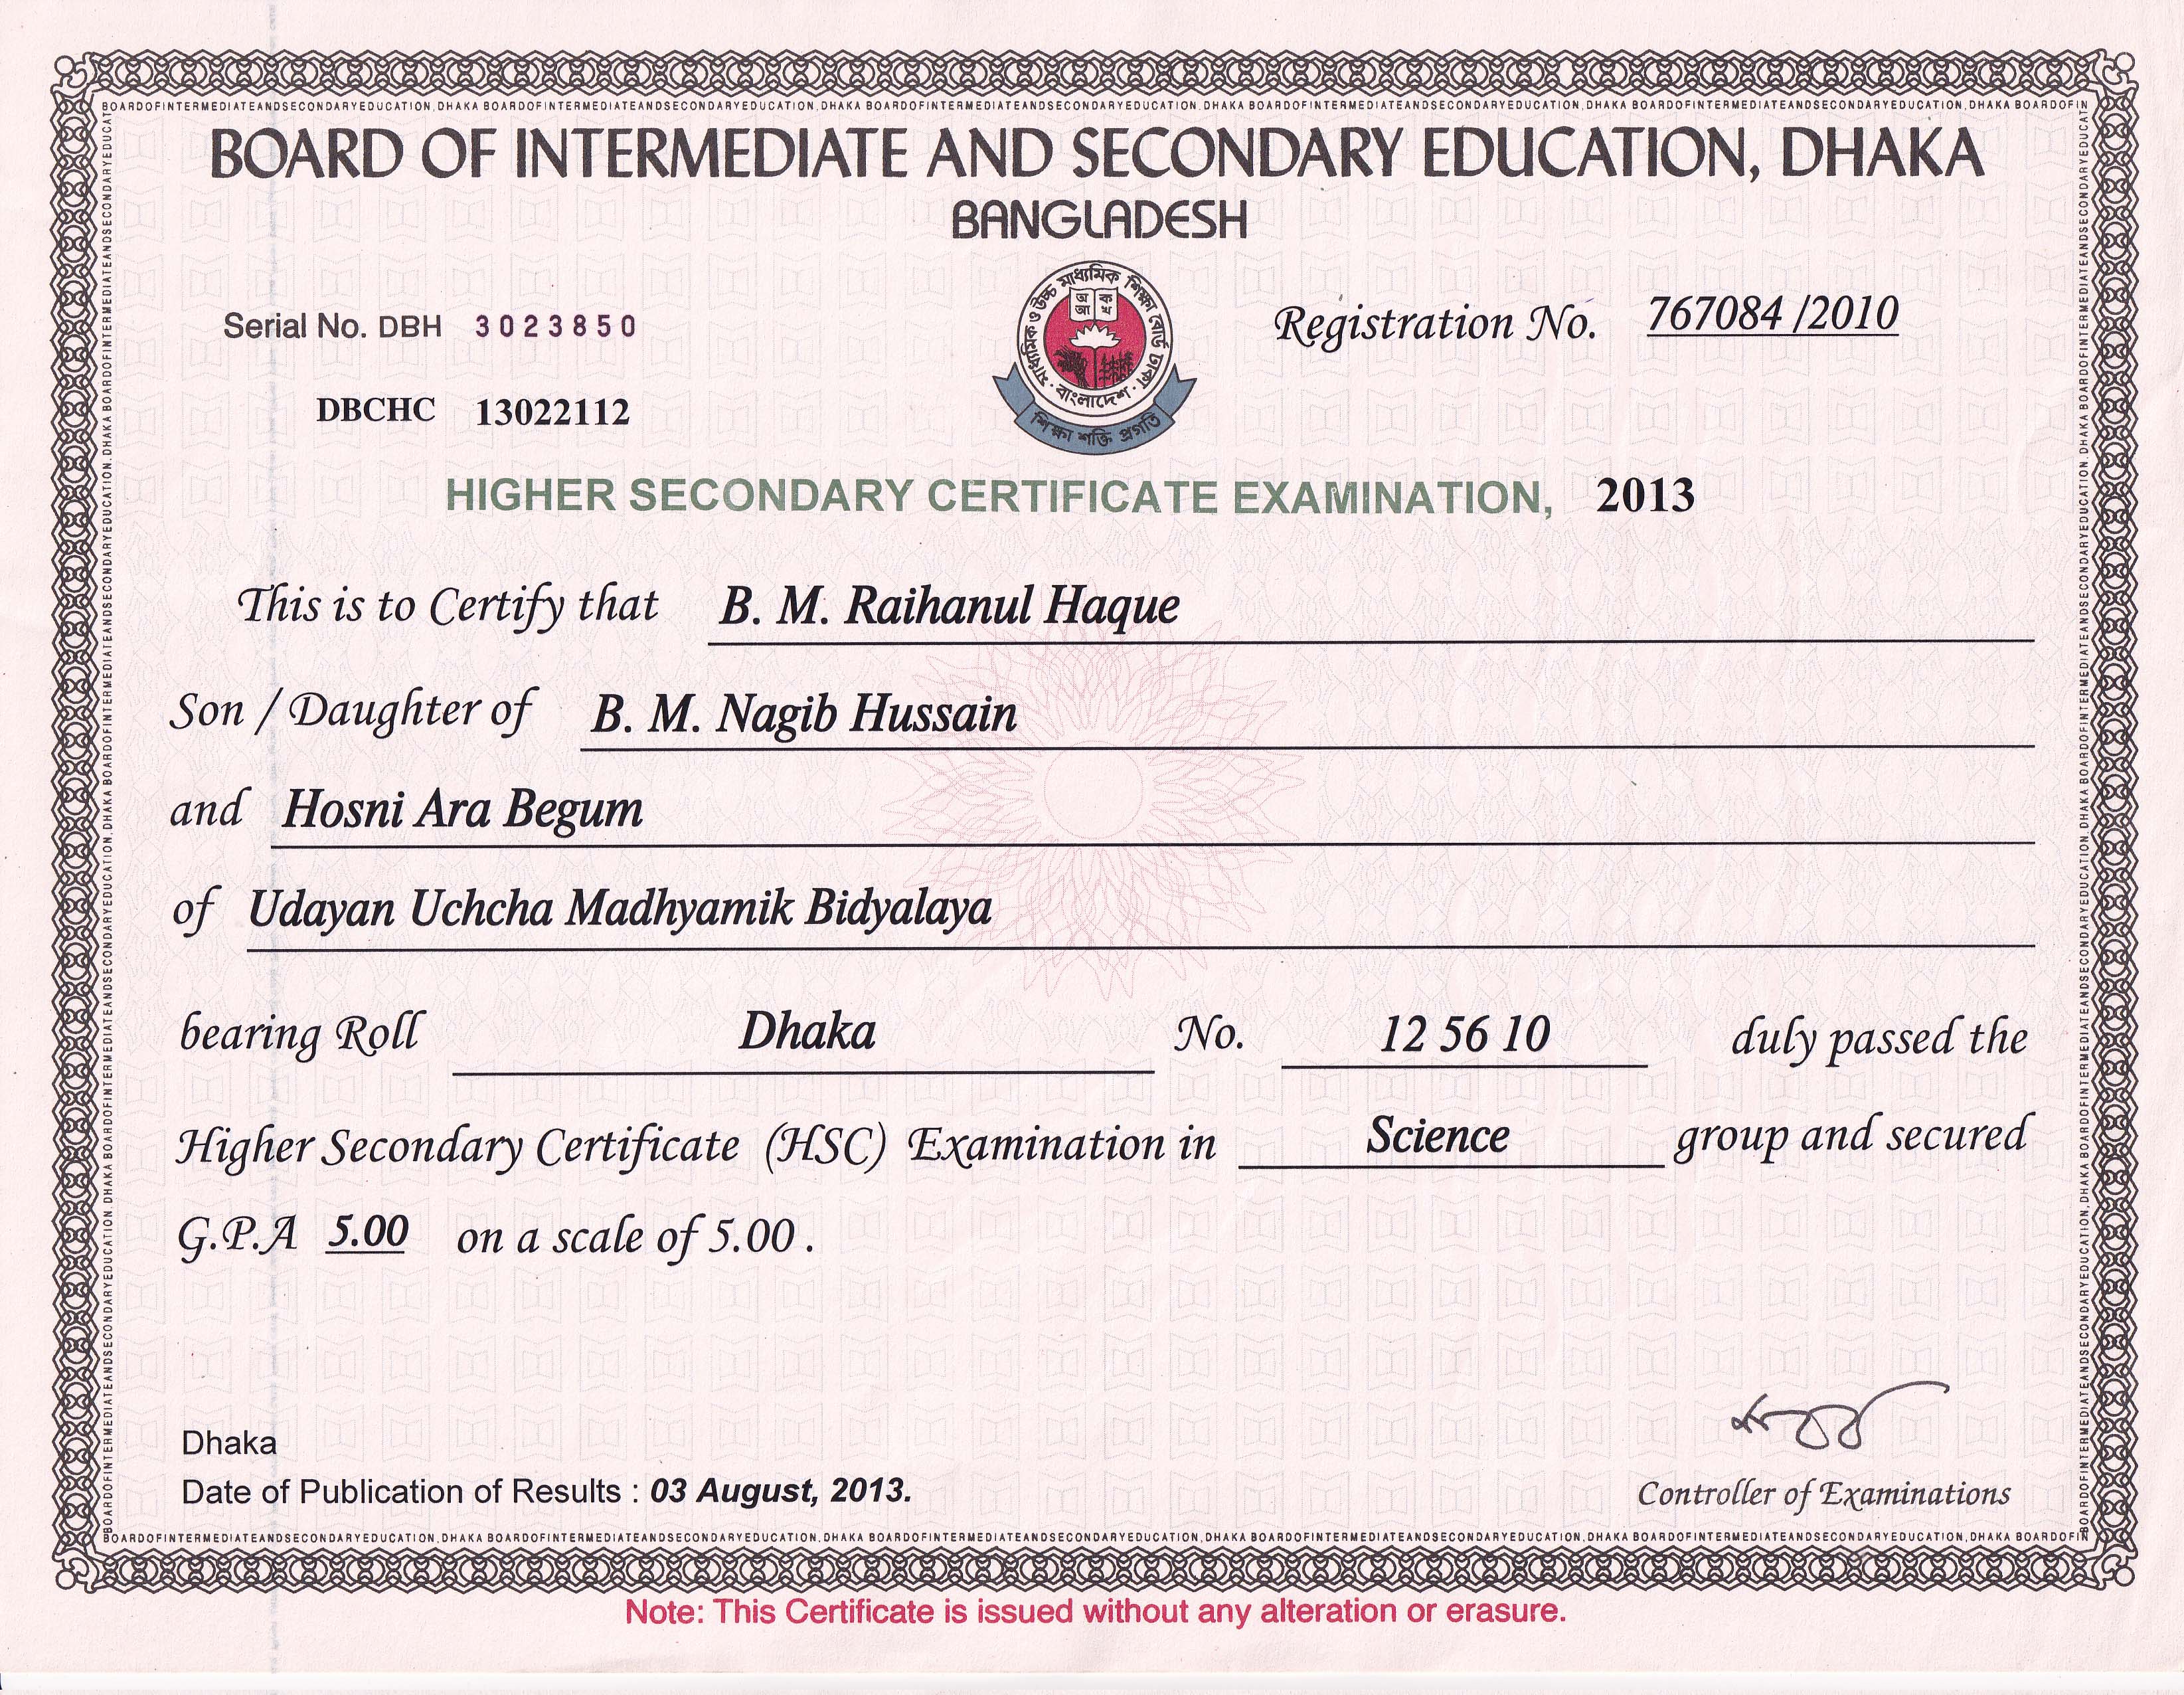 BOARDOFINTERMEDIATEANDSECONDARYEDUCATION,DHAKA BOARDOFINTERMEDIATEANDSECONDARYEDUCATION,DHAKA BOARDOFINTERMEDIATEANDSECONDARYEDUCATION,DHAKA BOARDOFINTERMEDIATEANDSECONDARYEDUCATION,DHAKA BOARDOFINTERMEDIATEANDSECONDARYEDUCATION,DHAKA BOARDOFIN
BOARD OF INTERMEDIATE AND SECONDARY EDUCATION, DHAKA
BANGLADESH
মাধ্যমিক ও উচ্চ মাধ্যমিক শিক্ষা বোর্ড ঢাকা
অ ক
আ খ
বাংলাদেশ
শিক্ষা শক্তি প্রগতি
Serial No. DBH 3023850
Registration No. 767084 /2010
DBCHC 13022112
HIGHER SECONDARY CERTIFICATE EXAMINATION, 2013
This is to Certify that B. M. Raihanul Haque
Son / Daughter of B. M. Nagib Hussain
and Hosni Ara Begum
of Udayan Uchcha Madhyamik Bidyalaya
bearing Roll Dhaka No. 12 56 10 duly passed the
Higher Secondary Certificate (HSC) Examination in Science group and secured
G.P.A 5.00 on a scale of 5.00 .
Dhaka
Date of Publication of Results : 03 August, 2013.
Controller of Examinations
BOARDOFINTERMEDIATEANDSECONDARYEDUCATION,DHAKA BOARDOFINTERMEDIATEANDSECONDARYEDUCATION,DHAKA BOARDOFINTERMEDIATEANDSECONDARYEDUCATION,DHAKA BOARDOFINTERMEDIATEANDSECONDARYEDUCATION,DHAKA BOARDOFINTERMEDIATEANDSECONDARYEDUCATION,DHAKA BOARDOFIN
Note: This Certificate is issued without any alteration or erasure.